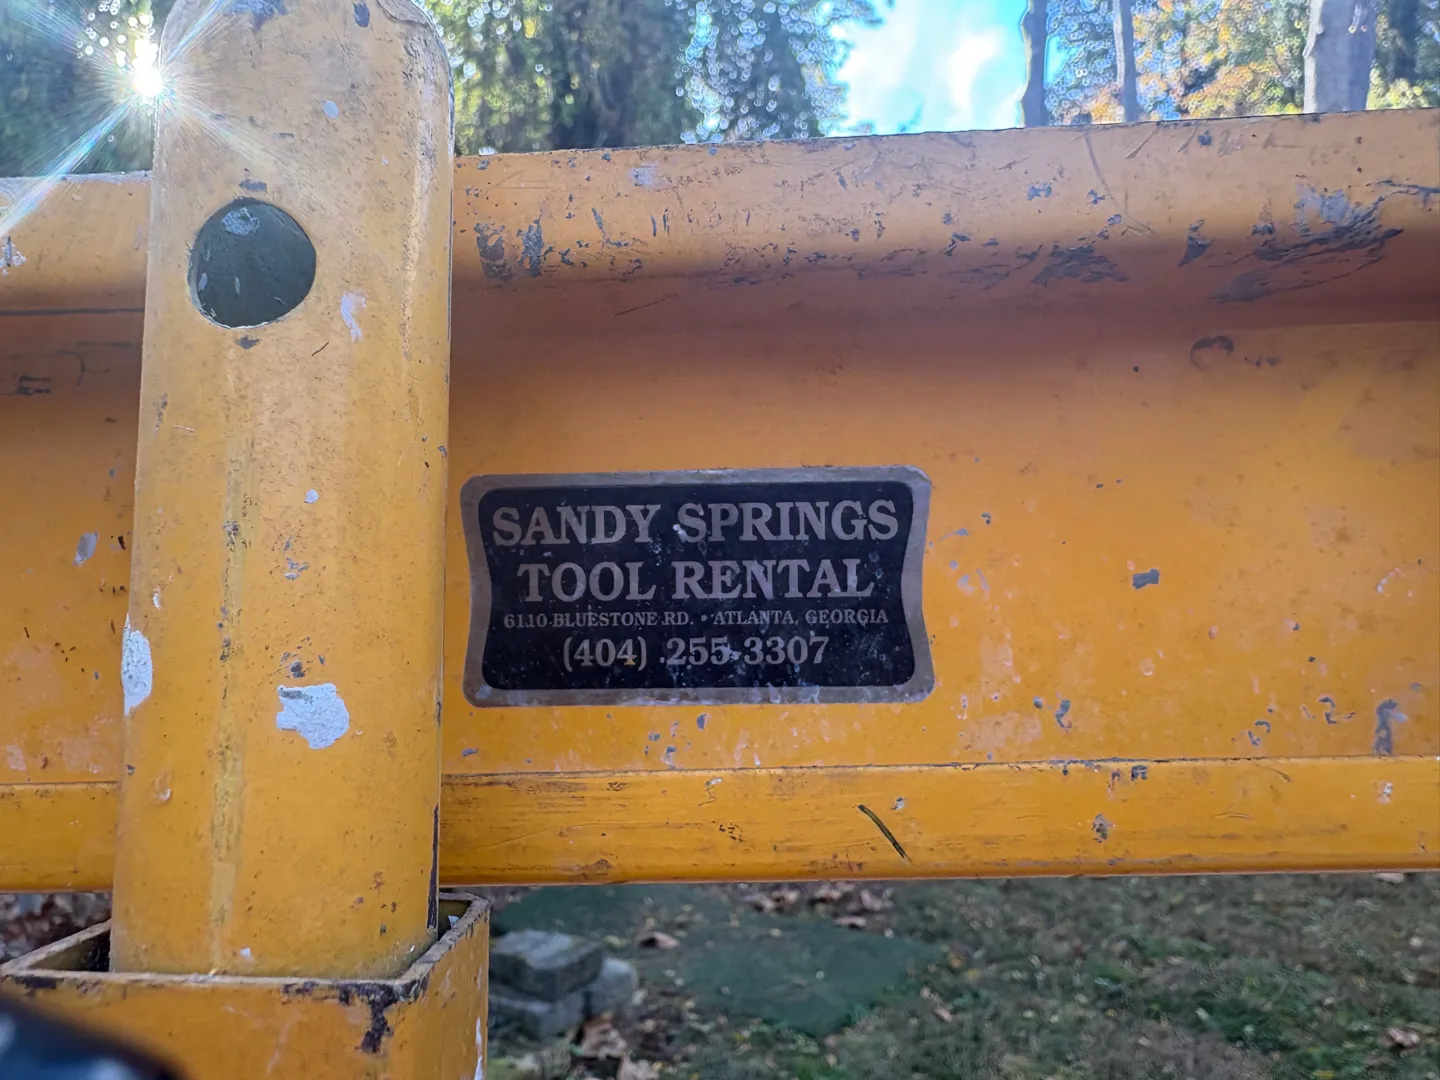 SANDY SPRINGS
TOOL RENTAL
6110 BLUESTONE RD. • ATLANTA, GEORGIA
(404) 255-3307